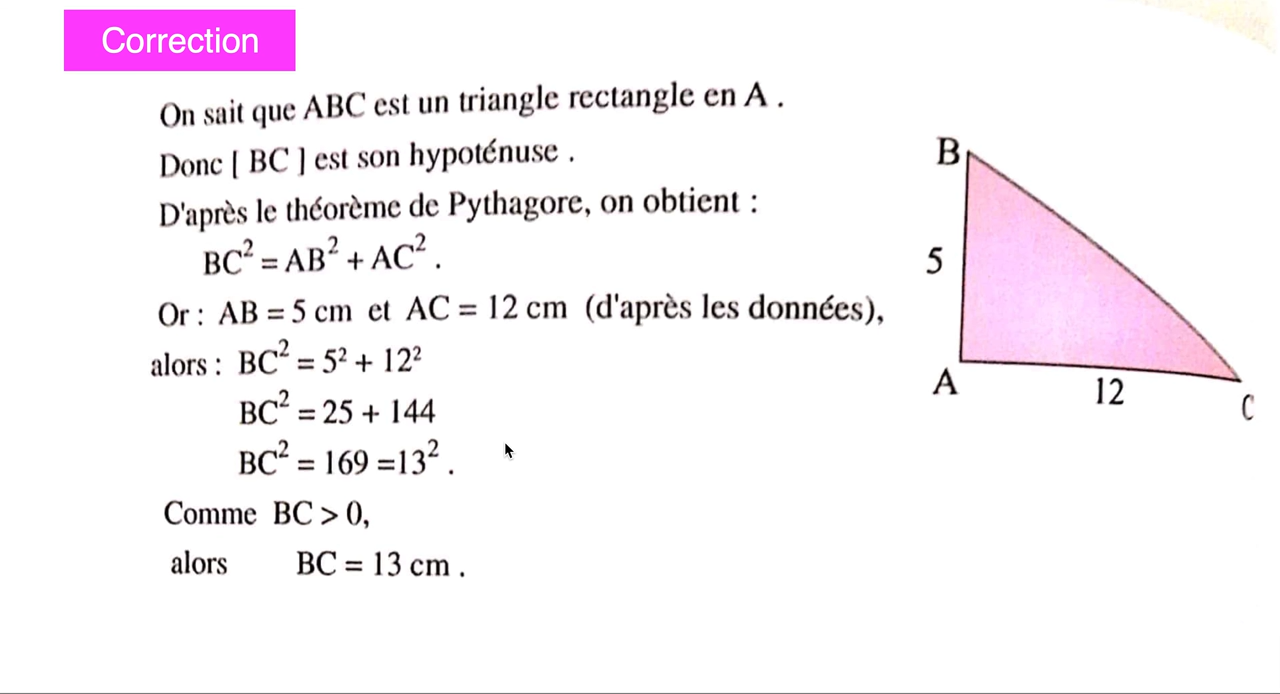 Correction
On sait que ABC est un triangle rectangle en A .
Donc [ BC ] est son hypoténuse .
D'après le théorème de Pythagore, on obtient :
BC² = AB² + AC² .
Or : AB = 5 cm et AC = 12 cm (d'après les données),
alors : BC² = 5² + 12²
BC² = 25 + 144
BC² = 169 =13² .
Comme BC > 0,
alors BC = 13 cm .
B
5
A
12
C